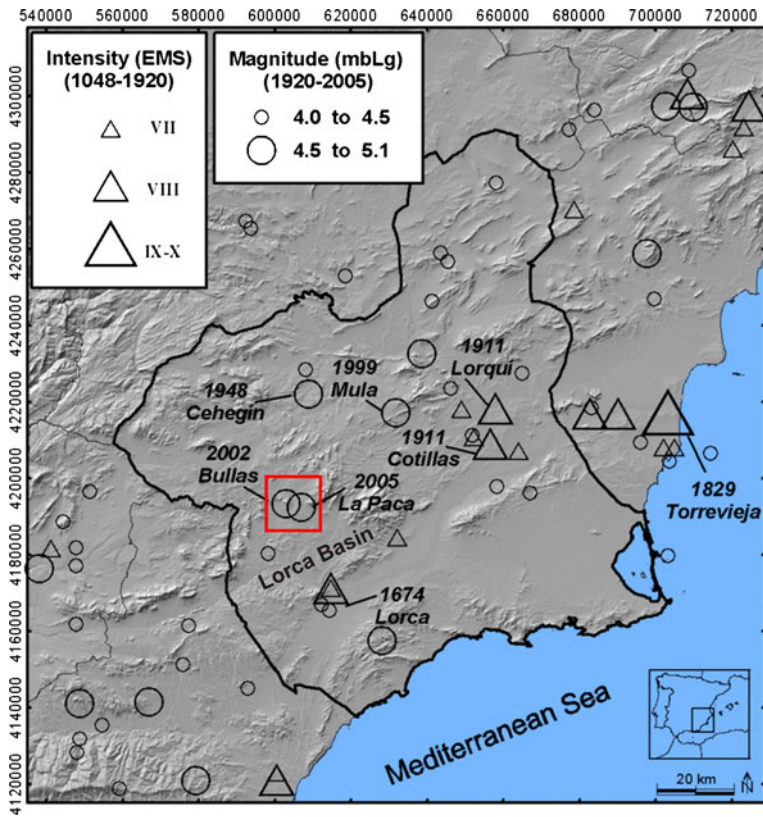 540000 560000 580000 600000 620000 640000 660000 680000 700000 720000
Intensity (EMS)
(1048-1920)
VII
VIII
IX-X
Magnitude (mbLg)
(1920-2005)
4.0 to 4.5
4.5 to 5.1
4300000
4280000
4260000
4240000
4220000
4200000
4180000
4160000
4140000
4120000
1911
Lorqui
1999
Mula
1948
Cehegin
1911
Cotillas
2002
Bullas
2005
La Paca
1829
Torrevieja
Lorca Basin
1674
Lorca
Mediterranean Sea
20 km
N